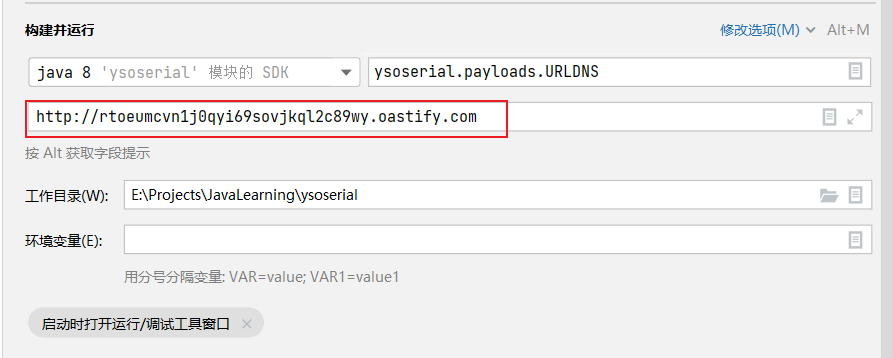 构建并运行 修改选项(M) Alt+M
java 8 'ysoserial' 模块的 SDK ysoserial.payloads.URLDNS
http://rtoeumcvn1j0qyi69sovjkql2c89wy.oastify.com
按 Alt 获取字段提示
工作目录(W): E:\Projects\JavaLearning\ysoserial
环境变量(E):
用分号分隔变量: VAR=value; VAR1=value1
启动时打开运行/调试工具窗口